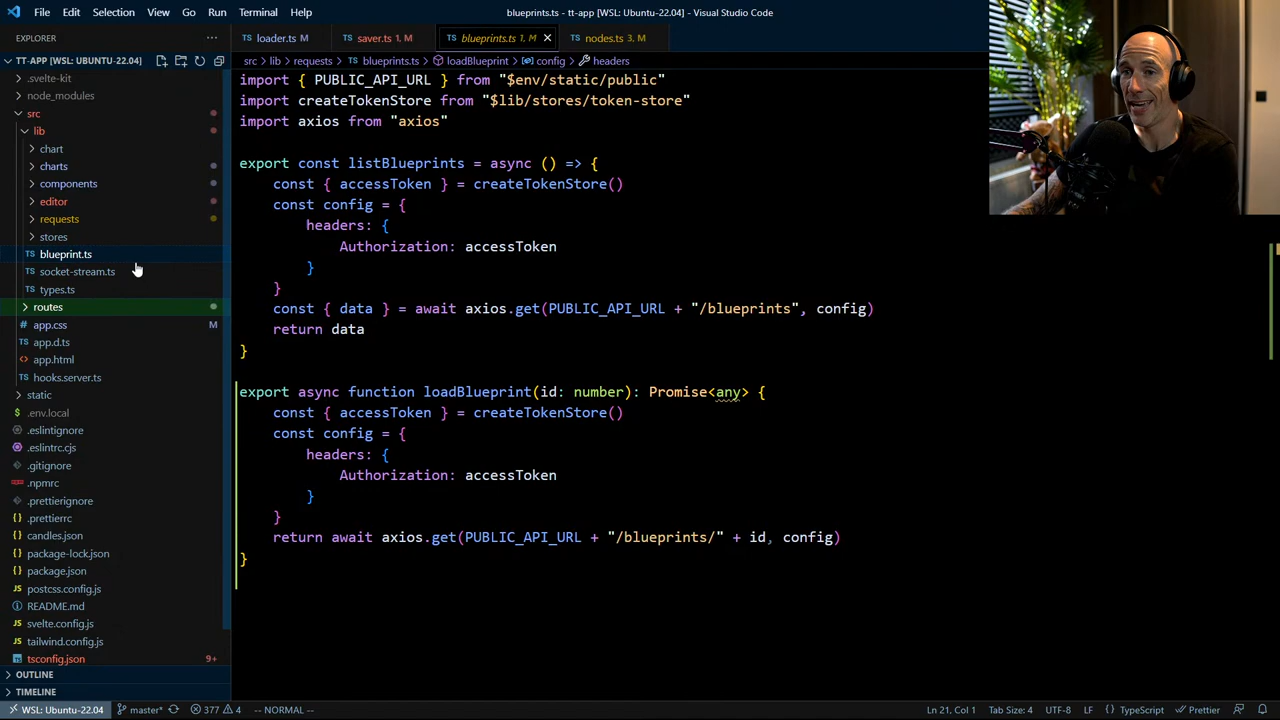 File Edit Selection View Go Run Terminal Help
blueprints.ts - tt-app [WSL: Ubuntu-22.04] - Visual Studio Code
EXPLORER
TT-APP [WSL: UBUNTU-22.04]
.svelte-kit
node_modules
src
lib
chart
charts
components
editor
requests
stores
TS blueprint.ts
TS socket-stream.ts
TS types.ts
routes
# app.css M
TS app.d.ts
<> app.html
TS hooks.server.ts
static
.env.local
.eslintignore
.eslintrc.cjs
.gitignore
.npmrc
.prettierignore
.prettierrc
{} candles.json
{} package-lock.json
{} package.json
JS postcss.config.js
README.md
JS svelte.config.js
JS tailwind.config.js
tsconfig.json 9+
OUTLINE
TIMELINE
TS loader.ts M
TS saver.ts 1, M
TS blueprints.ts 1, M
TS nodes.ts 3, M
src > lib > requests > TS blueprints.ts > loadBlueprint > config > headers
import { PUBLIC_API_URL } from "$env/static/public"
import createTokenStore from "$lib/stores/token-store"
import axios from "axios"
export const listBlueprints = async () => {
const { accessToken } = createTokenStore()
const config = {
headers: {
Authorization: accessToken
}
}
const { data } = await axios.get(PUBLIC_API_URL + "/blueprints", config)
return data
}
export async function loadBlueprint(id: number): Promise<any> {
const { accessToken } = createTokenStore()
const config = {
headers: {
Authorization: accessToken
}
}
return await axios.get(PUBLIC_API_URL + "/blueprints/" + id, config)
}
WSL: Ubuntu-22.04 master* 377 4 -- NORMAL -- Ln 21, Col 1 Tab Size: 4 UTF-8 LF {} TypeScript Prettier